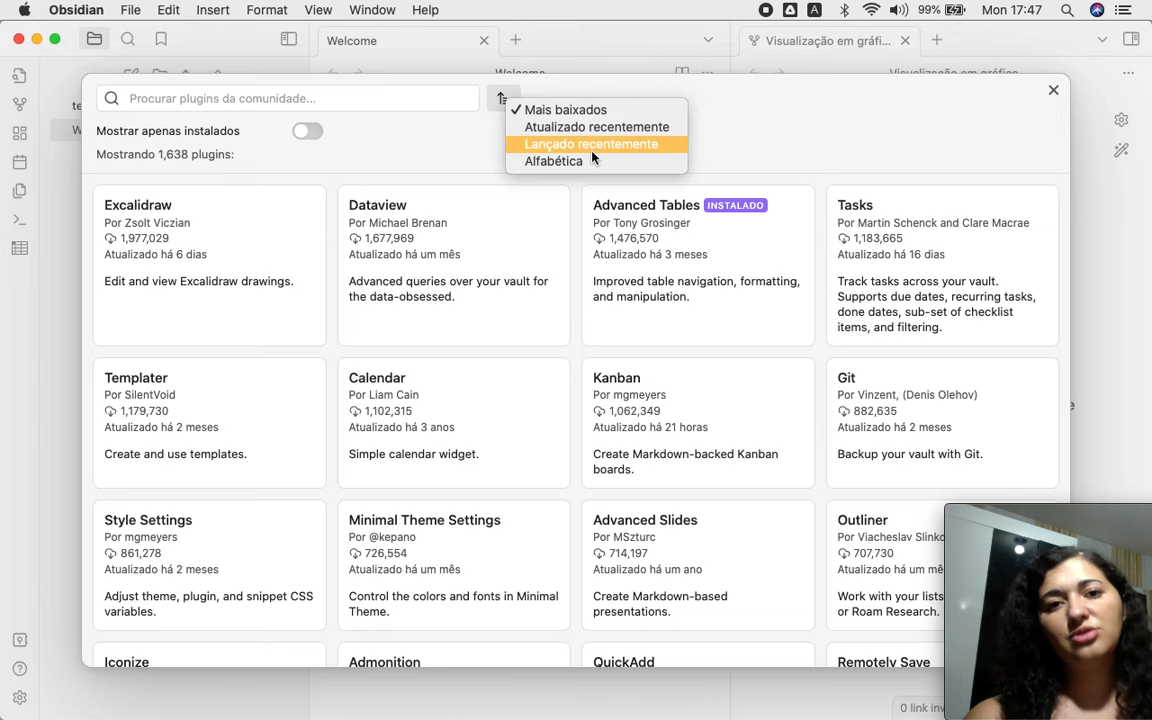 Obsidian File Edit Insert Format View Window Help
A 99% Mon 17:47
Welcome
Visualização em gráfi...
Procurar plugins da comunidade...
Mostrar apenas instalados
Mostrando 1,638 plugins:
✓ Mais baixados
Atualizado recentemente
Lançado recentemente
Alfabética
Excalidraw
Por Zsolt Viczian
1,977,029
Atualizado há 6 dias
Edit and view Excalidraw drawings.
Dataview
Por Michael Brenan
1,677,969
Atualizado há um mês
Advanced queries over your vault for
the data-obsessed.
Advanced Tables INSTALADO
Por Tony Grosinger
1,476,570
Atualizado há 3 meses
Improved table navigation, formatting,
and manipulation.
Tasks
Por Martin Schenck and Clare Macrae
1,183,665
Atualizado há 16 dias
Track tasks across your vault.
Supports due dates, recurring tasks,
done dates, sub-set of checklist
items, and filtering.
Templater
Por SilentVoid
1,179,730
Atualizado há 2 meses
Create and use templates.
Calendar
Por Liam Cain
1,102,315
Atualizado há 3 anos
Simple calendar widget.
Kanban
Por mgmeyers
1,062,349
Atualizado há 21 horas
Create Markdown-backed Kanban
boards.
Git
Por Vinzent, (Denis Olehov)
882,635
Atualizado há 2 meses
Backup your vault with Git.
Style Settings
Por mgmeyers
861,278
Atualizado há 2 meses
Adjust theme, plugin, and snippet CSS
variables.
Minimal Theme Settings
Por @kepano
726,554
Atualizado há um mês
Control the colors and fonts in Minimal
Theme.
Advanced Slides
Por MSzturc
714,197
Atualizado há um ano
Create Markdown-based
presentations.
Outliner
Por Viacheslav
707,730
Atualizado há um
Work with your lists
or Roam Research.
Iconize
Admonition
QuickAdd
Remotely Save
0 link